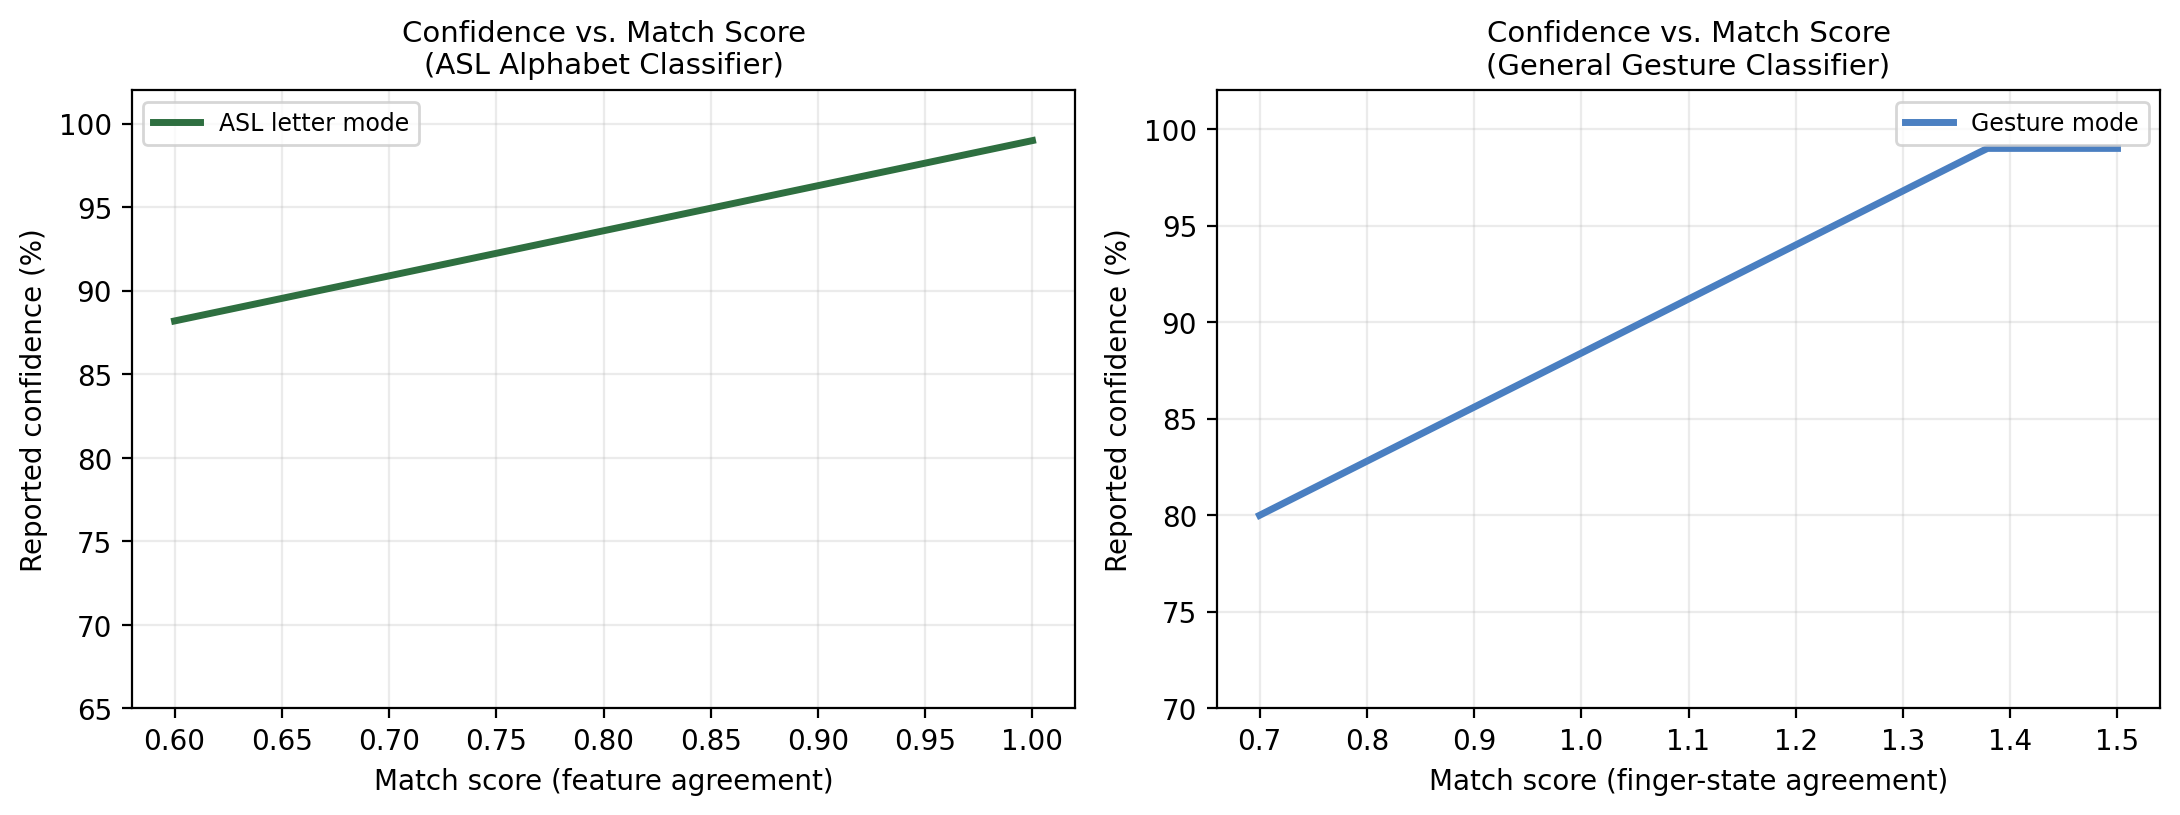 Confidence vs. Match Score
(ASL Alphabet Classifier)
ASL letter mode
100
95
90
85
80
75
70
65
Reported confidence (%)
0.60 0.65 0.70 0.75 0.80 0.85 0.90 0.95 1.00
Match score (feature agreement)
Confidence vs. Match Score
(General Gesture Classifier)
Gesture mode
100
95
90
85
80
75
70
Reported confidence (%)
0.7 0.8 0.9 1.0 1.1 1.2 1.3 1.4 1.5
Match score (finger-state agreement)